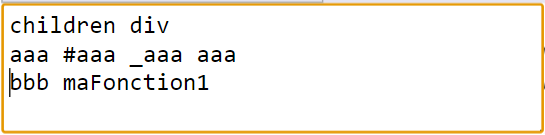 children div
aaa #aaa _aaa aaa
bbb maFonction1